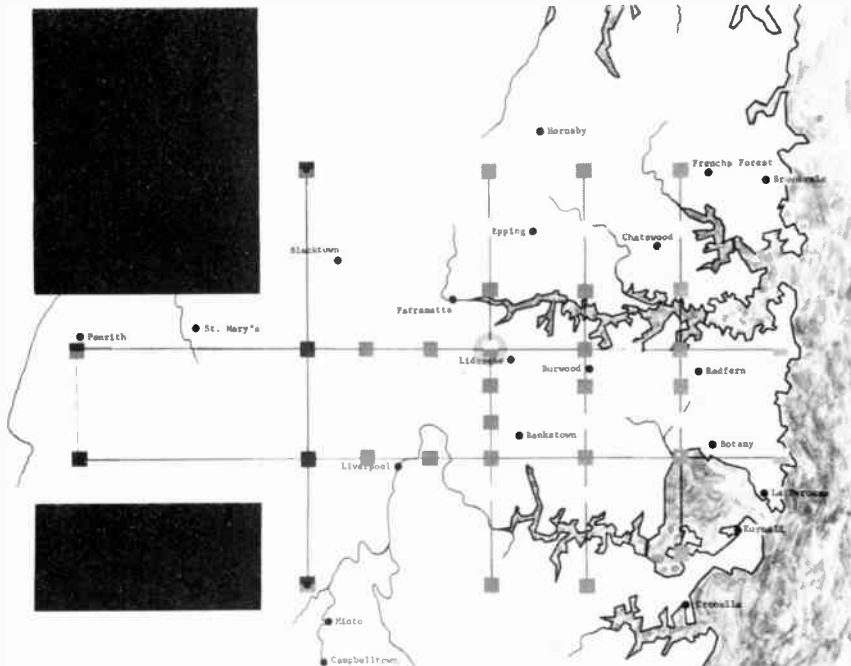 Hornsby
Frenchs Forest
Brookvale
Epping
Chatswood
Blacktown
Parramatta
St. Mary's
Penrith
Lidcombe
Burwood
Redfern
Bankstown
Botany
Liverpool
La Perouse
Kurnell
Cronulla
Minto
Campbelltown